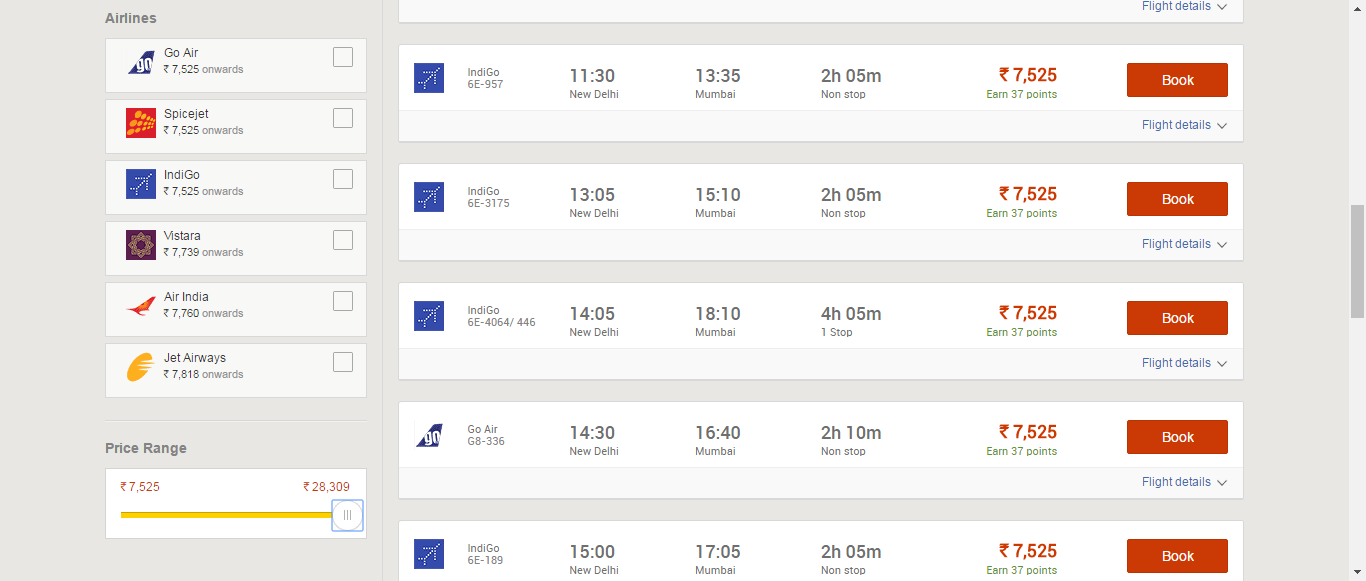 Airlines
go
Go Air
₹ 7,525 onwards
Spicejet
₹ 7,525 onwards
IndiGo
₹ 7,525 onwards
Vistara
₹ 7,739 onwards
Air India
₹ 7,760 onwards
Jet Airways
₹ 7,818 onwards
Price Range
₹ 7,525 ₹ 28,309
Flight details
IndiGo
6E-957
11:30
New Delhi
13:35
Mumbai
2h 05m
Non stop
₹ 7,525
Earn 37 points
Book
Flight details
IndiGo
6E-3175
13:05
New Delhi
15:10
Mumbai
2h 05m
Non stop
₹ 7,525
Earn 37 points
Book
Flight details
IndiGo
6E-4064/ 446
14:05
New Delhi
18:10
Mumbai
4h 05m
1 Stop
₹ 7,525
Earn 37 points
Book
Flight details
go
Go Air
G8-336
14:30
New Delhi
16:40
Mumbai
2h 10m
Non stop
₹ 7,525
Earn 37 points
Book
Flight details
IndiGo
6E-189
15:00
New Delhi
17:05
Mumbai
2h 05m
Non stop
₹ 7,525
Earn 37 points
Book